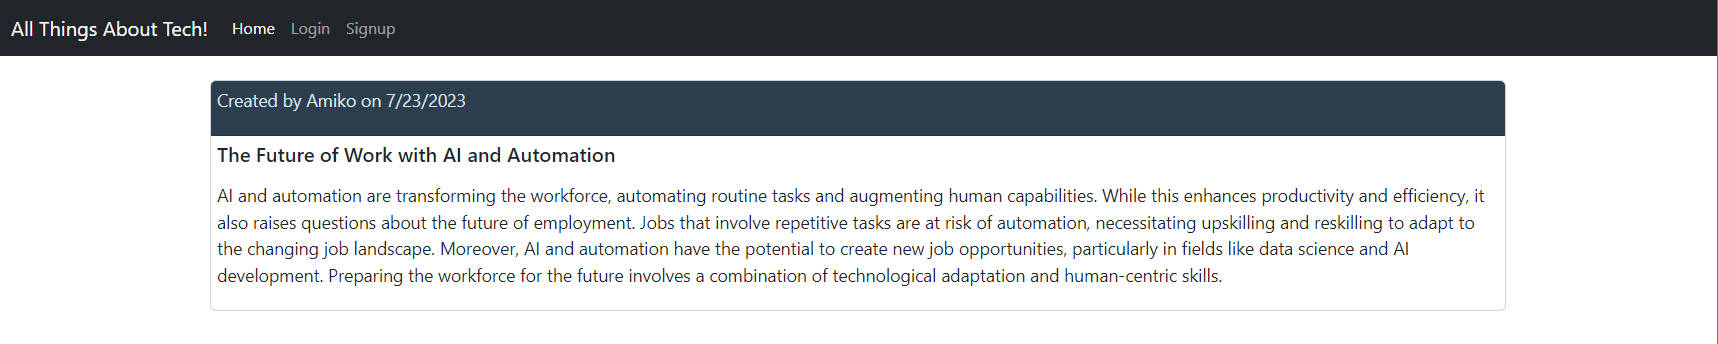 All Things About Tech! Home Login Signup
Created by Amiko on 7/23/2023
The Future of Work with AI and Automation
AI and automation are transforming the workforce, automating routine tasks and augmenting human capabilities. While this enhances productivity and efficiency, it
also raises questions about the future of employment. Jobs that involve repetitive tasks are at risk of automation, necessitating upskilling and reskilling to adapt to
the changing job landscape. Moreover, AI and automation have the potential to create new job opportunities, particularly in fields like data science and AI
development. Preparing the workforce for the future involves a combination of technological adaptation and human-centric skills.